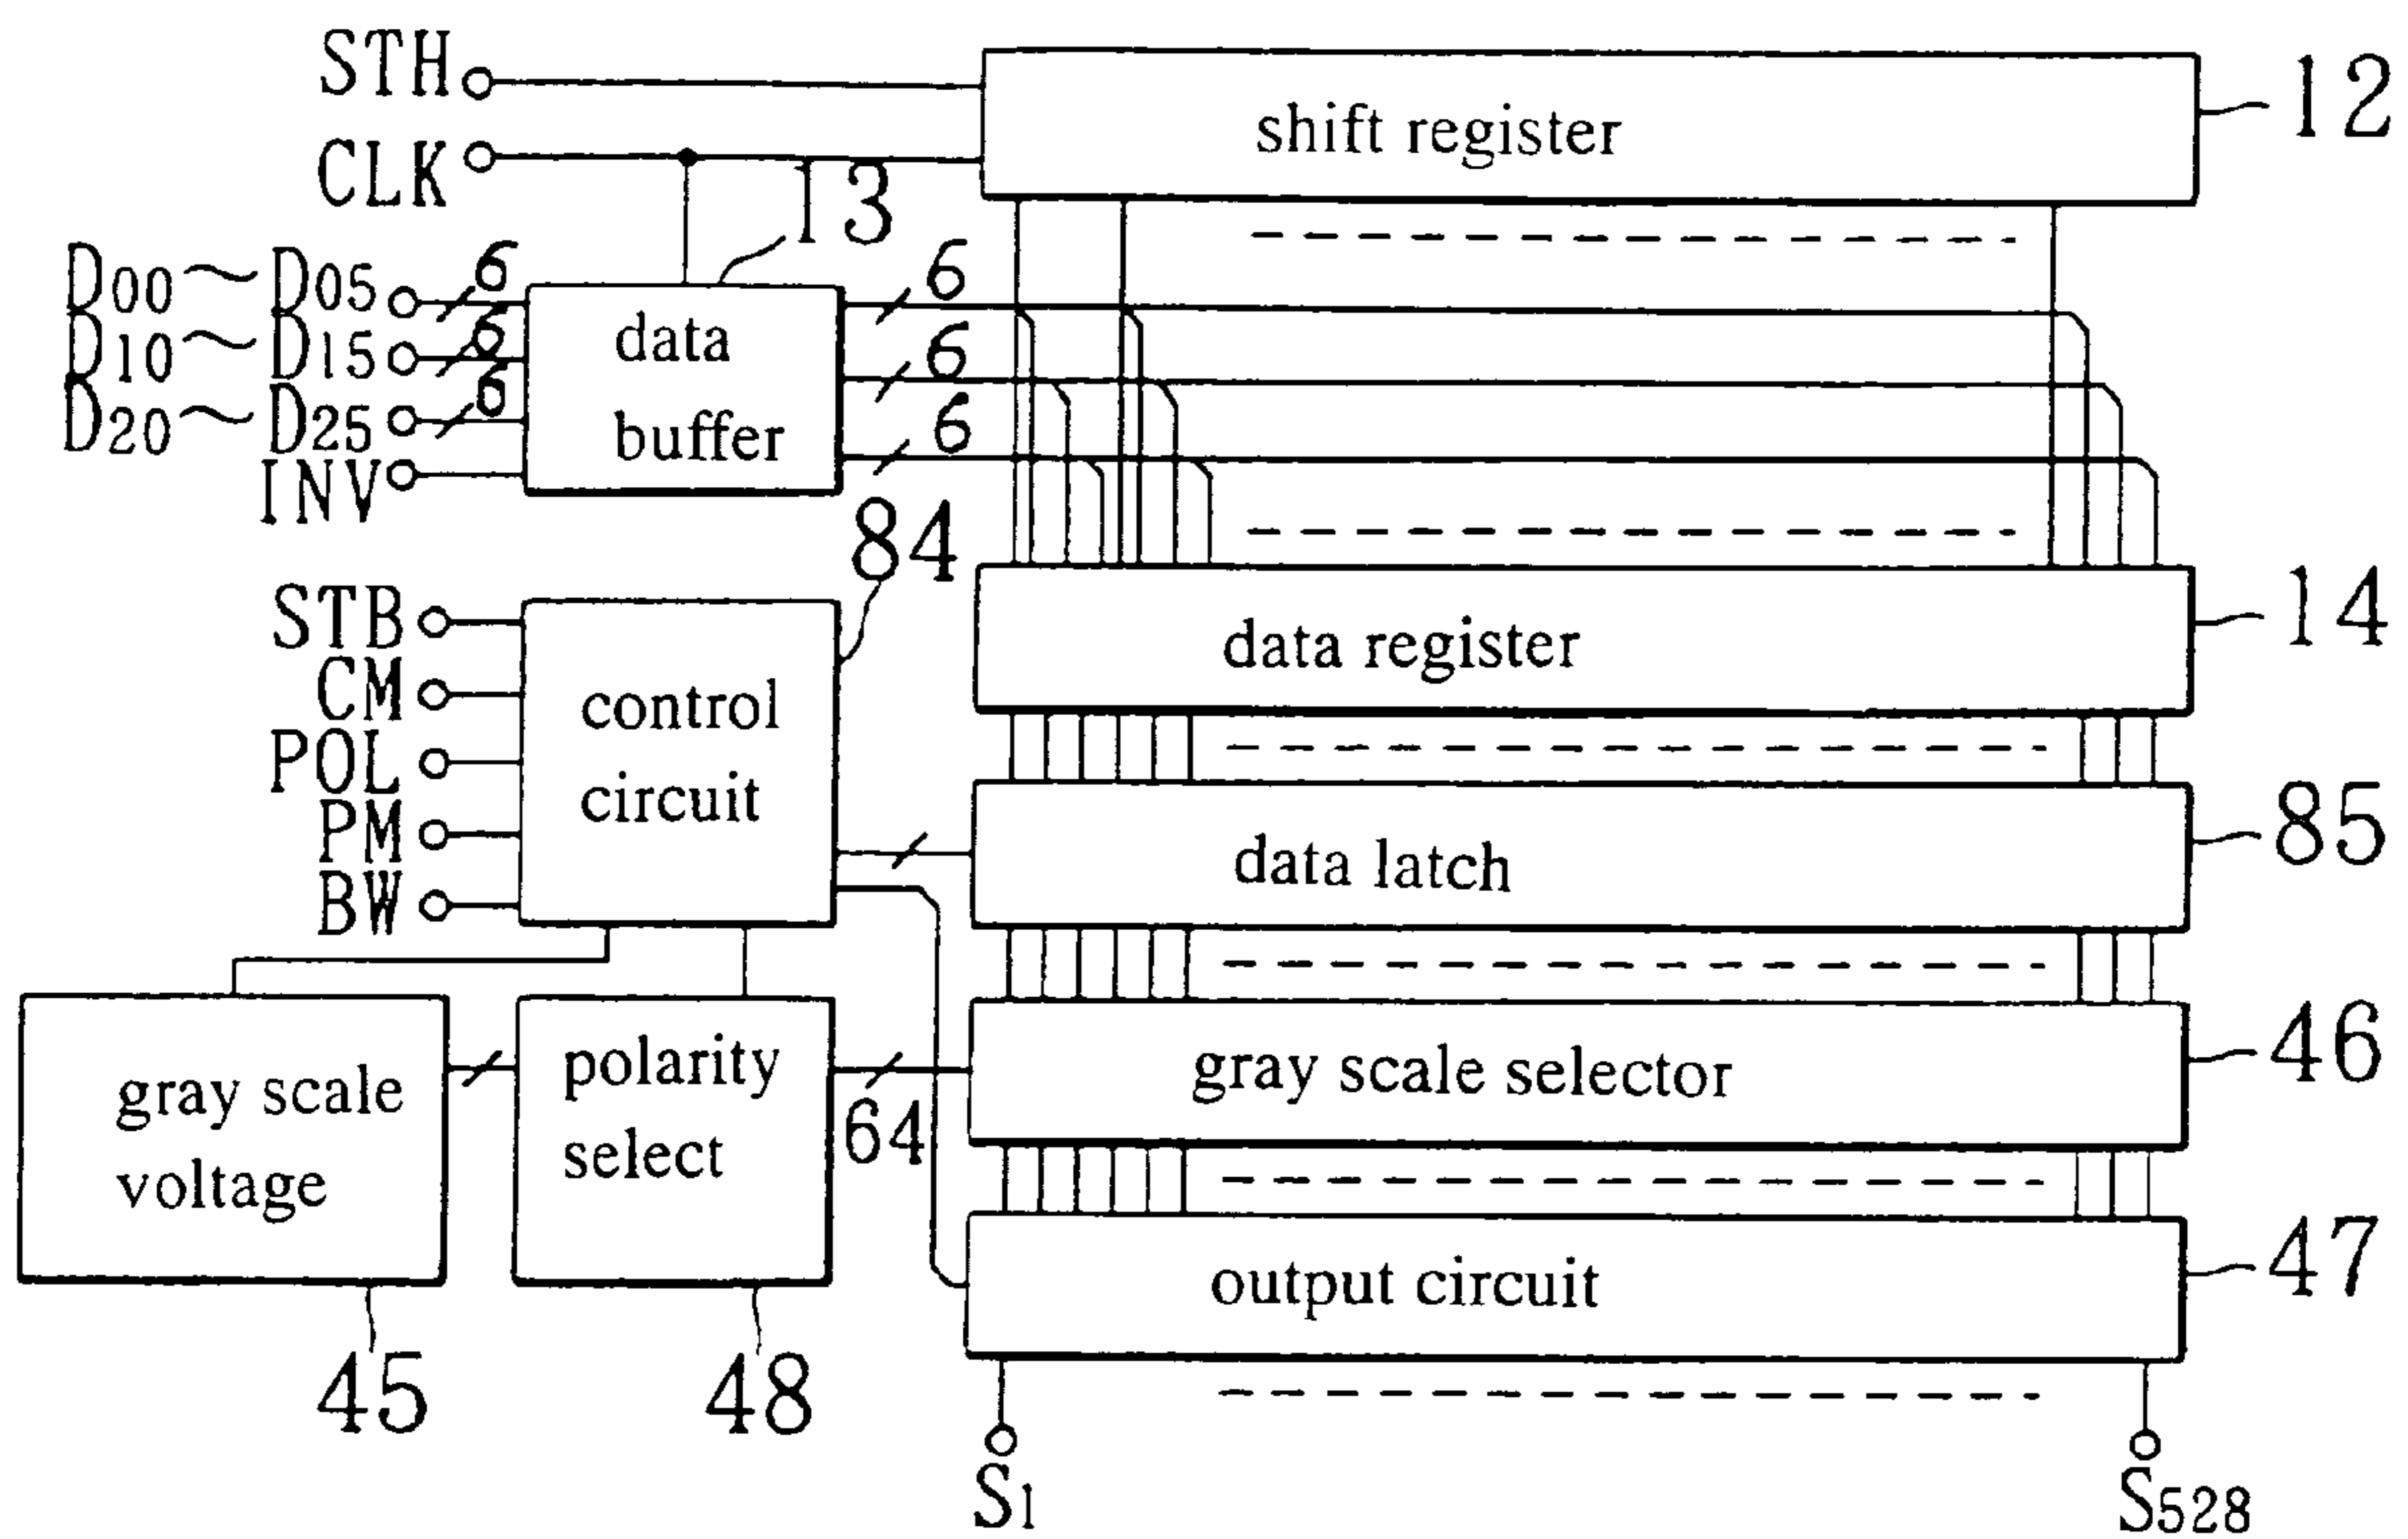 STH
shift register
12
CLK
13
D00~D05
6
6
D10~D15
6
data
6
D20~D25
6
buffer
6
INV
84
STB
14
CM
control
data register
POL
circuit
PM
85
data latch
BW
gray scale
voltage
polarity
select
64
gray scale selector
46
output circuit
47
45
48
S1
S528